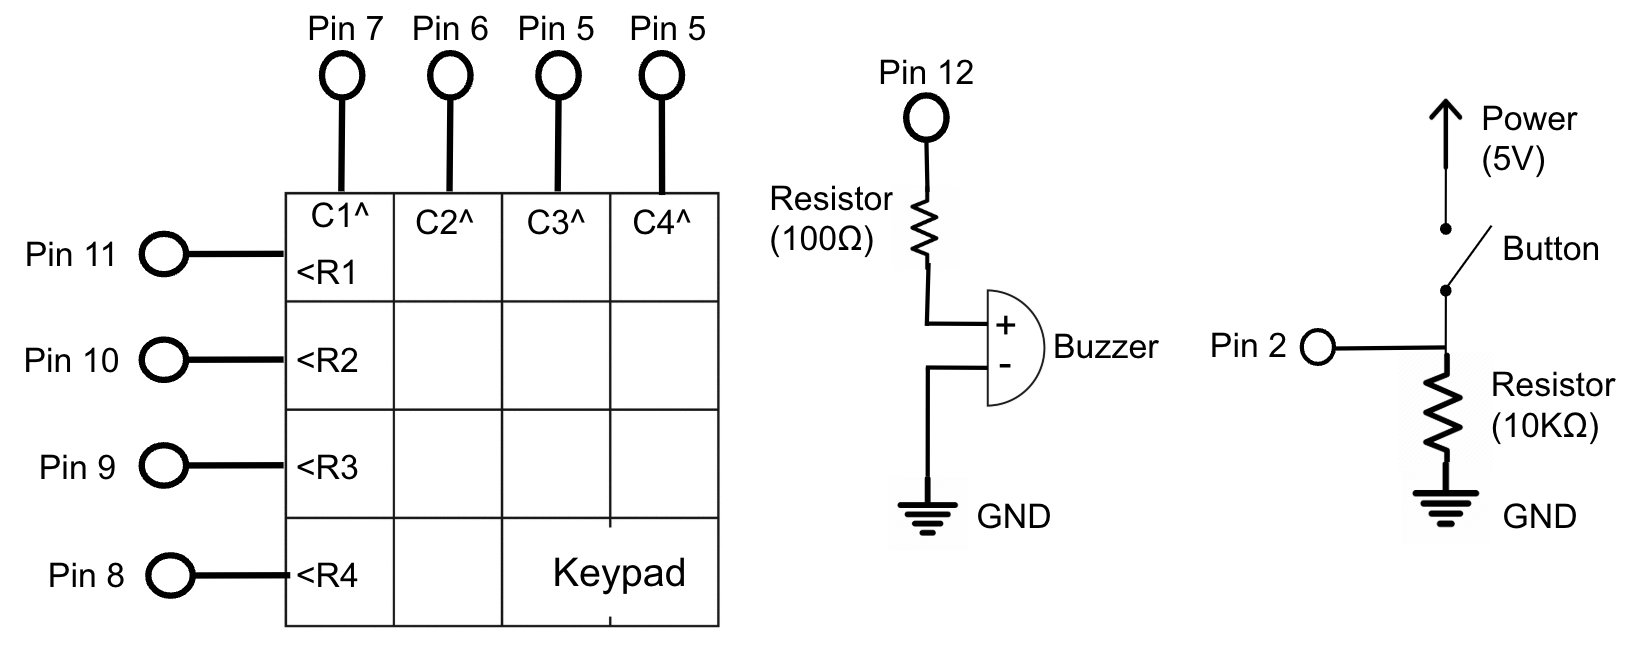 Pin 7 Pin 6 Pin 5 Pin 5
C1^ C2^ C3^ C4^
Pin 11 <R1
Pin 10 <R2
Pin 9 <R3
Pin 8 <R4
Keypad
Pin 12
Resistor
(100Ω)
+
-
Buzzer
GND
Power
(5V)
Button
Pin 2
Resistor
(10KΩ)
GND